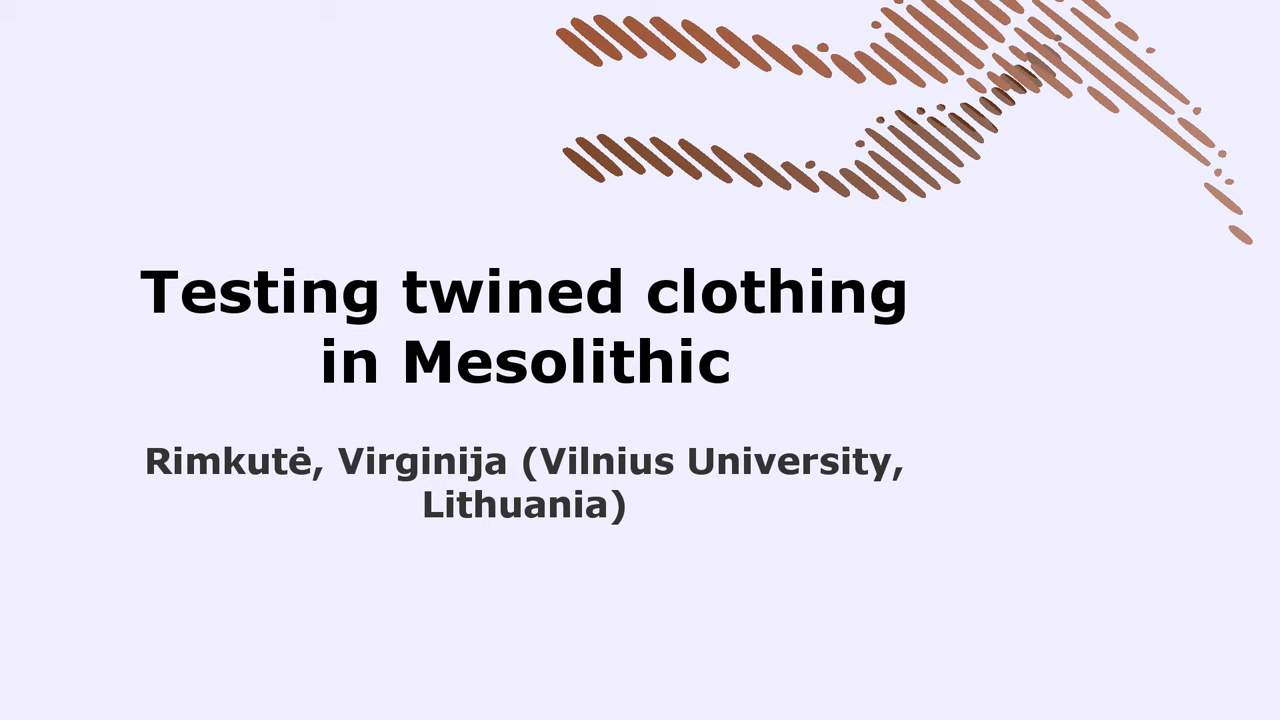 Testing twined clothing
in Mesolithic
Rimkutė, Virginija (Vilnius University,
Lithuania)